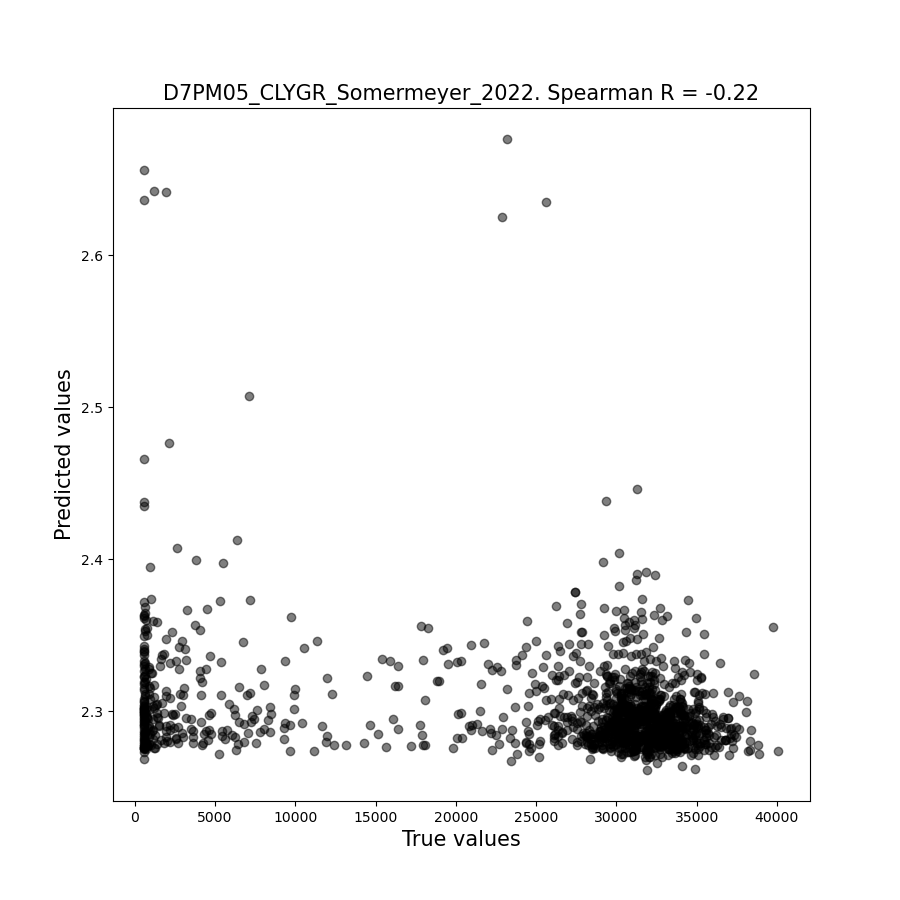 D7PM05_CLYGR_Somermeyer_2022. Spearman R = -0.22
Predicted values
2.6
2.5
2.4
2.3
0 5000 10000 15000 20000 25000 30000 35000 40000
True values